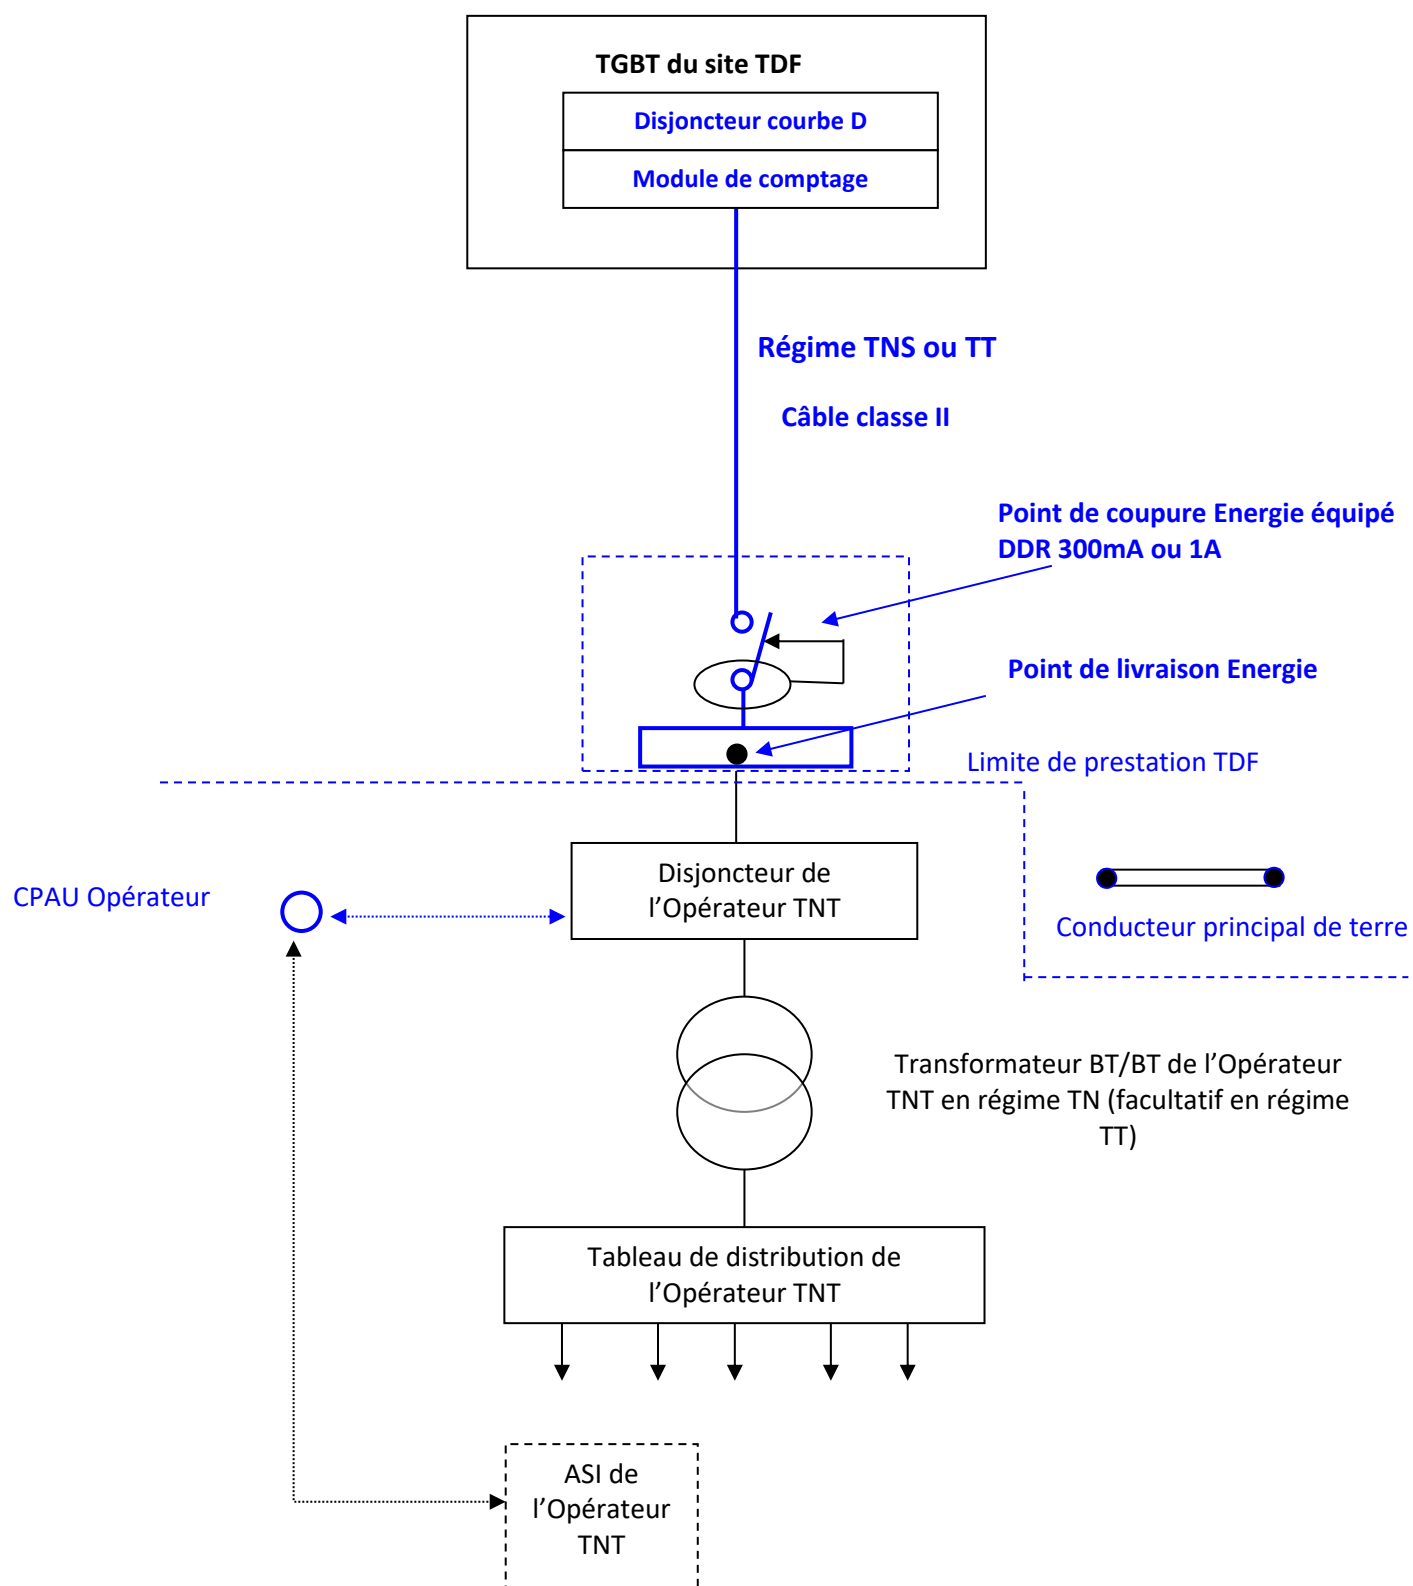 TGBT du site TDF
Disjoncteur courbe D
Module de comptage
Régime TNS ou TT
Câble classe II
Point de coupure Energie équipé
DDR 300mA ou 1A
Point de livraison Energie
Limite de prestation TDF
Disjoncteur de
l’Opérateur TNT
CPAU Opérateur
Conducteur principal de terre
Transformateur BT/BT de l’Opérateur
TNT en régime TN (facultatif en régime
TT)
Tableau de distribution de
l’Opérateur TNT
ASI de
l’Opérateur
TNT